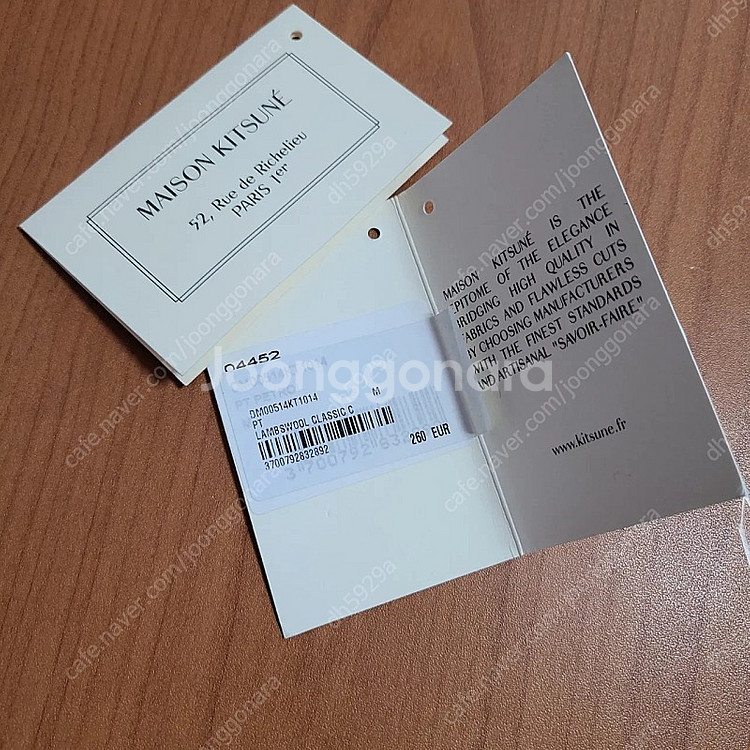 MAISON KITSUNÉ
52, Rue de Richelieu
PARIS 1er
04452
DM00514KT1014 M
PT
LAMBSWOOL CLASSIC C
3700792832892
260 EUR
MAISON KITSUNÉ IS THE
EPITOME OF THE ELEGANCE
BRIDGING HIGH QUALITY IN
FABRICS AND FLAWLESS CUTS
BY CHOOSING MANUFACTURERS
WITH THE FINEST STANDARDS
AND ARTISANAL "SAVOIR-FAIRE"
www.kitsune.fr
Joonggonara
cafe.naver.com/joonggonara
dh5929a